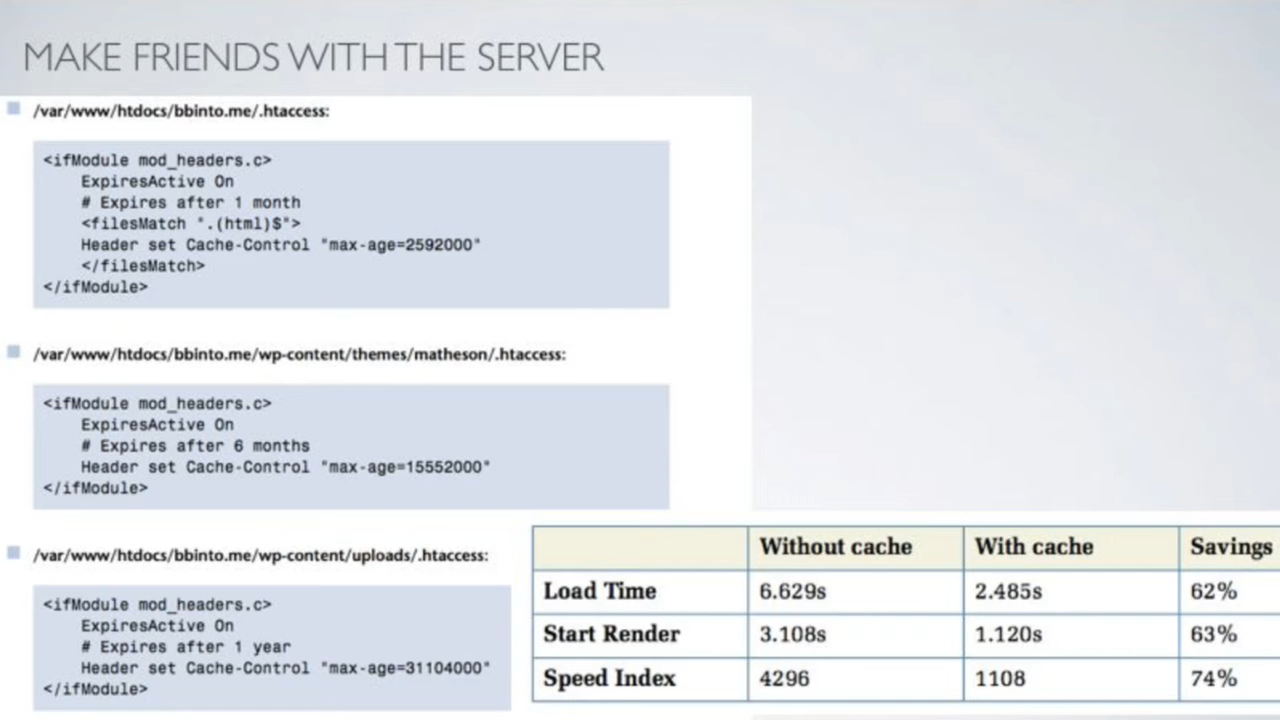 MAKE FRIENDS WITH THE SERVER
/var/www/htdocs/bbinto.me/.htaccess:
<ifModule mod_headers.c>
ExpiresActive On
# Expires after 1 month
<filesMatch ".(html)$">
Header set Cache-Control "max-age=2592000"
</filesMatch>
</ifModule>
/var/www/htdocs/bbinto.me/wp-content/themes/matheson/.htaccess:
<ifModule mod_headers.c>
ExpiresActive On
# Expires after 6 months
Header set Cache-Control "max-age=15552000"
</ifModule>
/var/www/htdocs/bbinto.me/wp-content/uploads/.htaccess:
<ifModule mod_headers.c>
ExpiresActive On
# Expires after 1 year
Header set Cache-Control "max-age=31104000"
</ifModule>
Without cache With cache Savings
Load Time 6.629s 2.485s 62%
Start Render 3.108s 1.120s 63%
Speed Index 4296 1108 74%